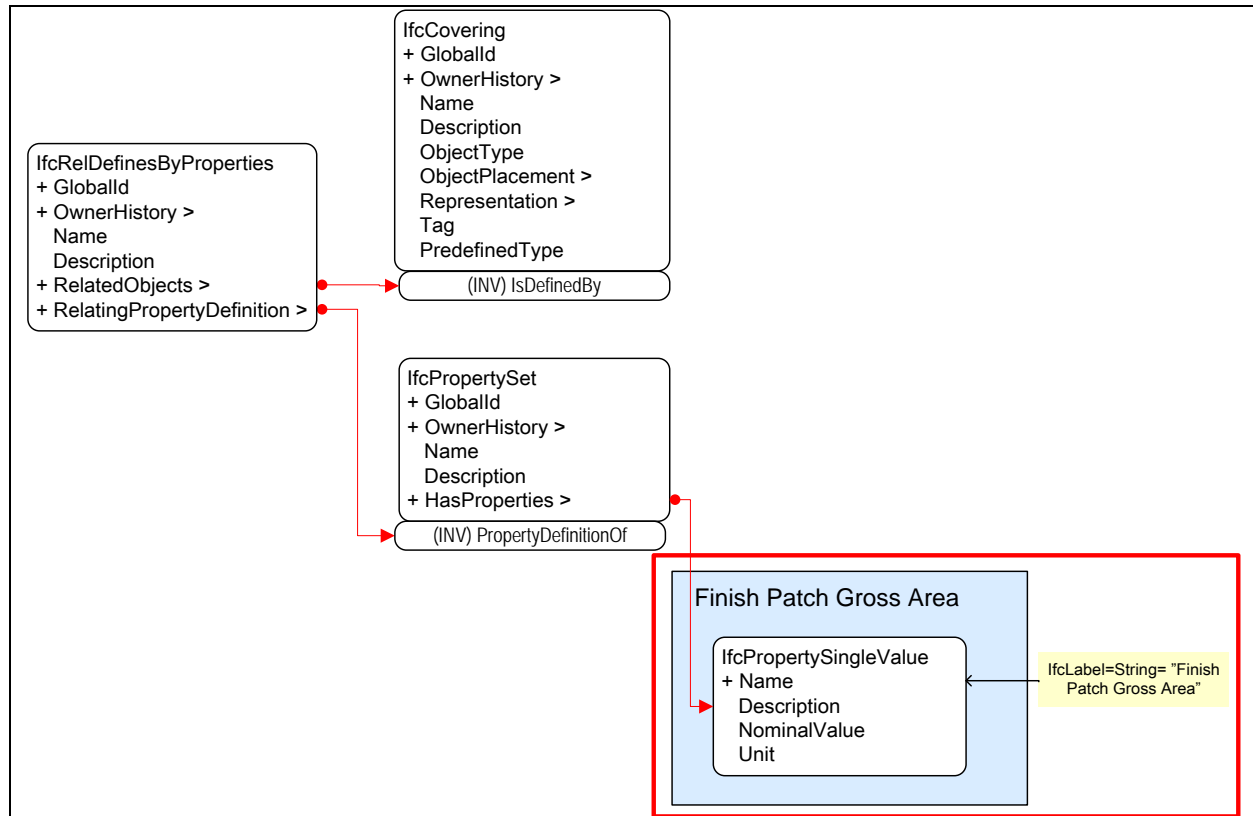 IfcCovering
+ GlobalId
+ OwnerHistory >
Name
Description
ObjectType
ObjectPlacement >
Representation >
Tag
PredefinedType
(INV) IsDefinedBy
IfcRelDefinesByProperties
+ GlobalId
+ OwnerHistory >
Name
Description
+ RelatedObjects >
+ RelatingPropertyDefinition >
IfcPropertySet
+ GlobalId
+ OwnerHistory >
Name
Description
+ HasProperties >
(INV) PropertyDefinitionOf
Finish Patch Gross Area
IfcPropertySingleValue
+ Name
Description
NominalValue
Unit
IfcLabel=String= ”Finish
Patch Gross Area”